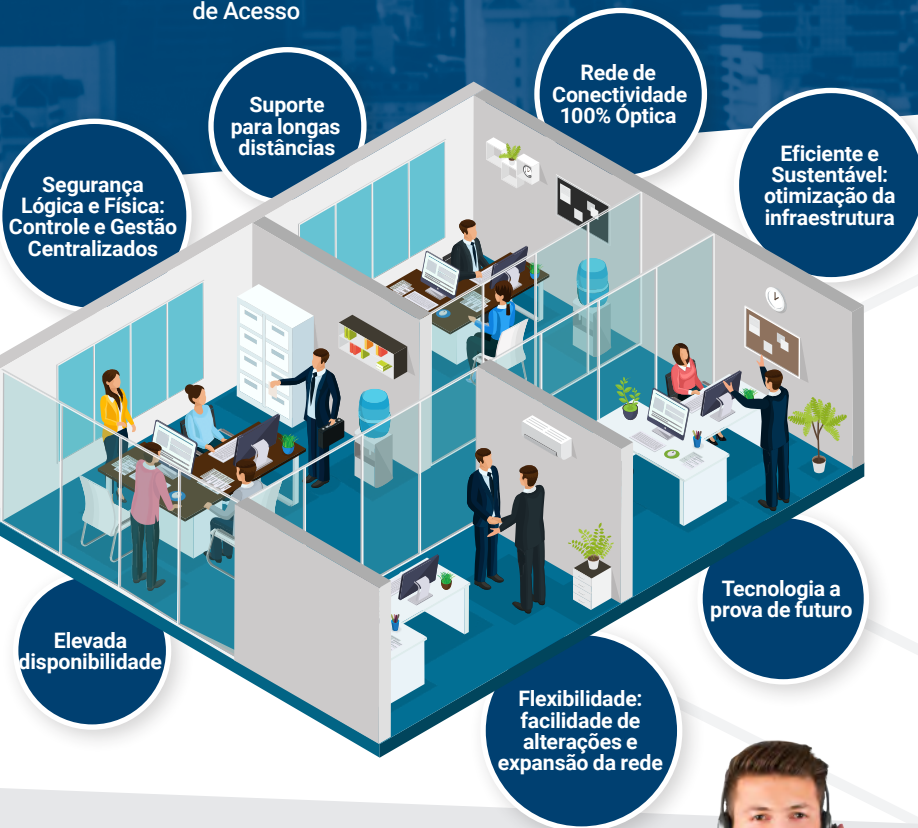 de Acesso
Suporte
para longas
distâncias
Rede de
Conectividade
100% Óptica
Segurança
Lógica e Física:
Controle e Gestão
Centralizados
Eficiente e
Sustentável:
otimização da
infraestrutura
Elevada
disponibilidade
Tecnologia a
prova de futuro
Flexibilidade:
facilidade de
alterações e
expansão da rede